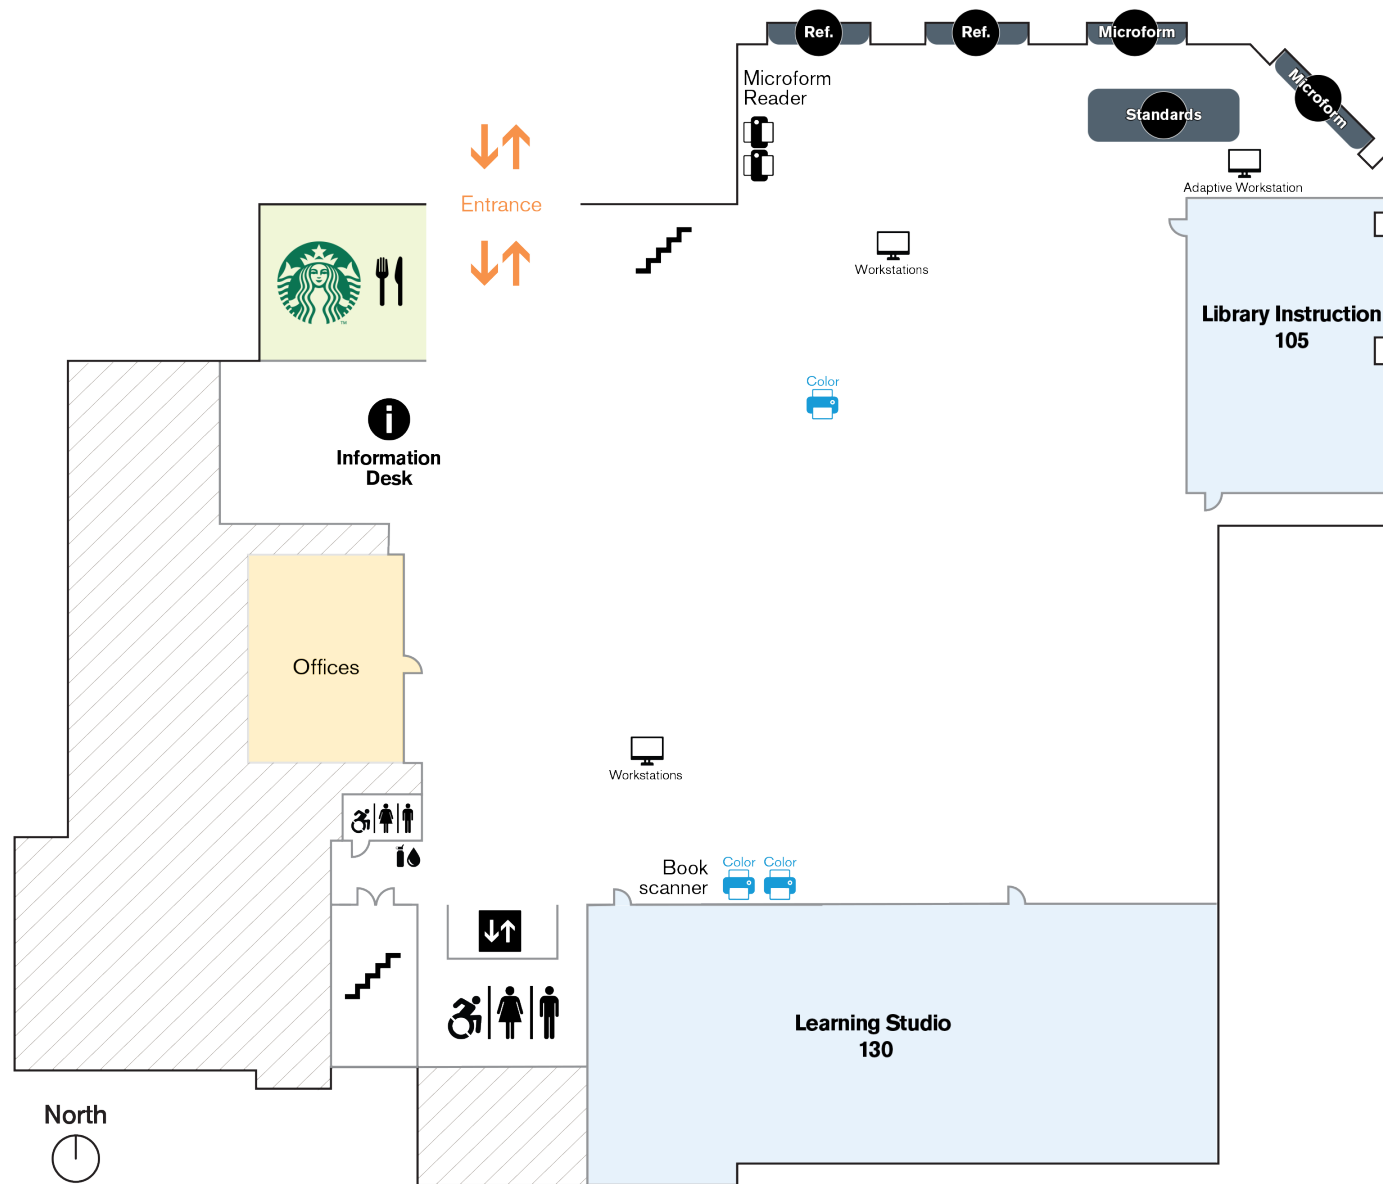 Ref.
Ref.
Microform
Microform
Microform
Reader
Standards
Adaptive Workstation
Entrance
Workstations
TM
Library Instruction
105
Color
i
Information
Desk
Offices
Workstations
Book
scanner
Color
Color
Learning Studio
130
North